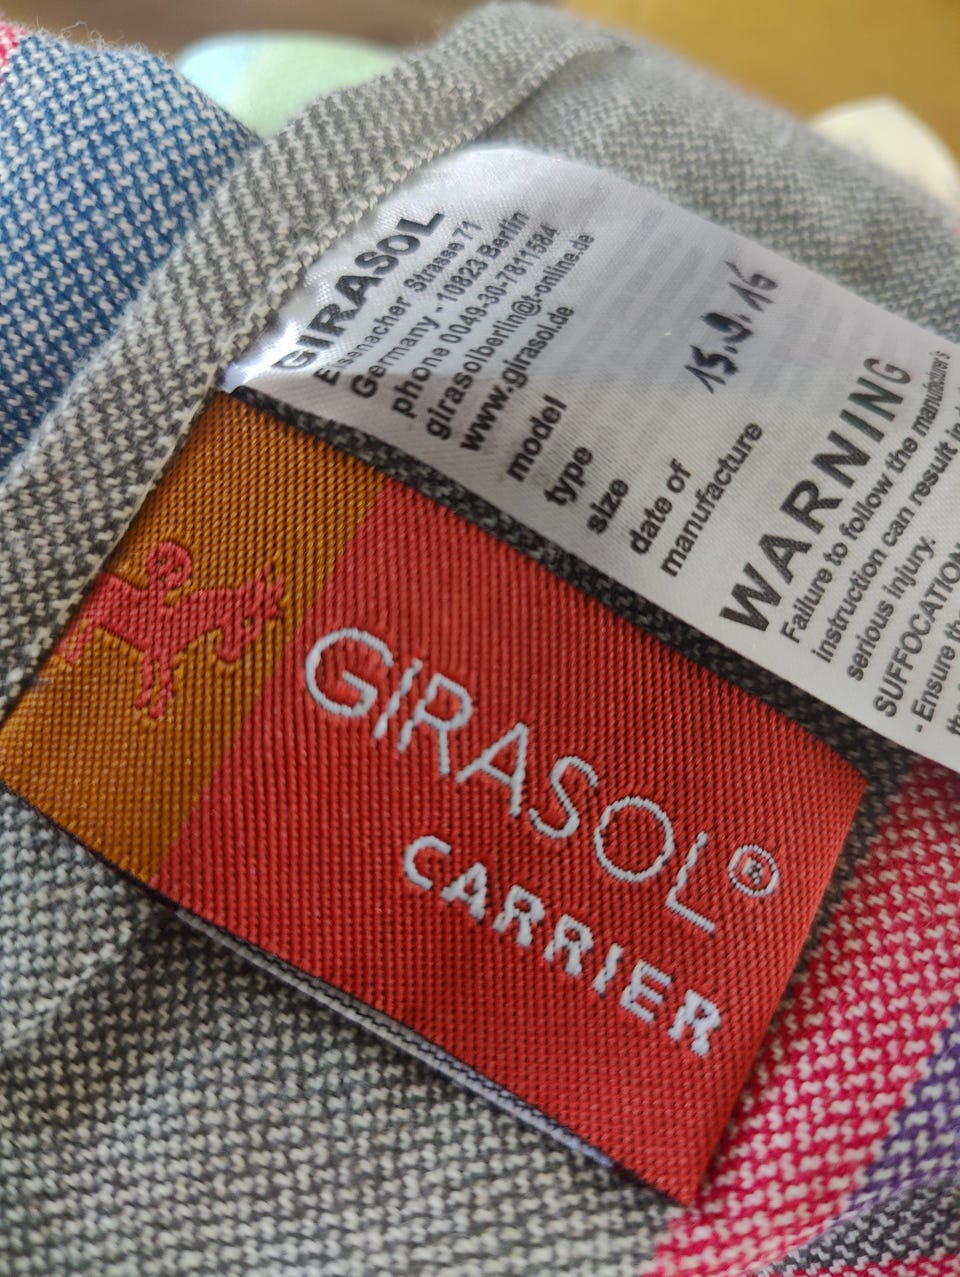 GIRASOL
Eisenacher Strasse 71
Germany - 10823 Berlin
phone 0049-30-7811584
girasolberlin@t-online.de
www.girasol.de
model
type
size
date of
manufacture
15.9.16
WARNING
Failure to follow the manufacturer's
instruction can result in
serious injury.
SUFFOCATION
- Ensure
GIRASOL®
CARRIER